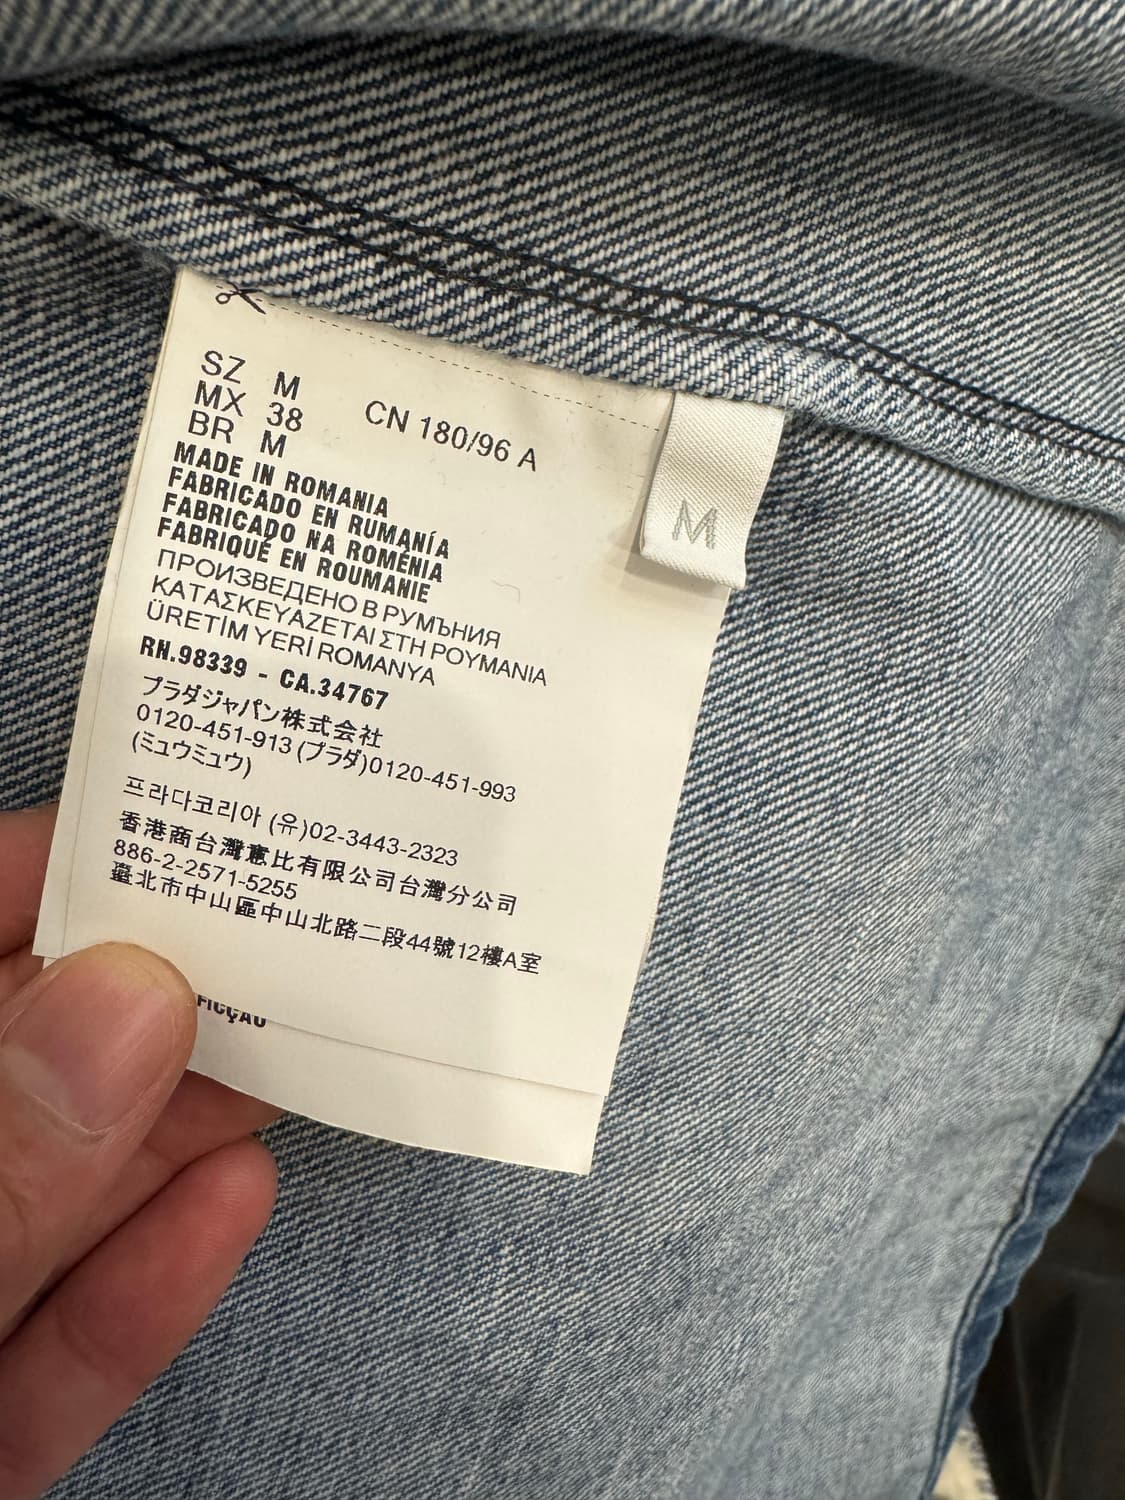 SZ M
MX 38
BR M
CN 180/96 A
MADE IN ROMANIA
FABRICADO EN RUMANÍA
FABRICADO NA ROMÉNIA
FABRIQUÉ EN ROUMANIE
ПРОИЗВЕДЕНО В РУМЪНИЯ
ΚΑΤΑΣΚΕΥΑΖΕΤΑΙ ΣΤΗ ΡΟΥΜΑΝΙΑ
ÜRETİM YERİ ROMANYA
RN.98339 - CA.34767
プラダジャパン株式会社
0120-451-913 (プラダ)0120-451-993
(ミュウミュウ)
프라다코리아 (유)02-3443-2323
香港商台灣意比有限公司台灣分公司
886-2-2571-5255
臺北市中山區中山北路二段44號12樓A室
M